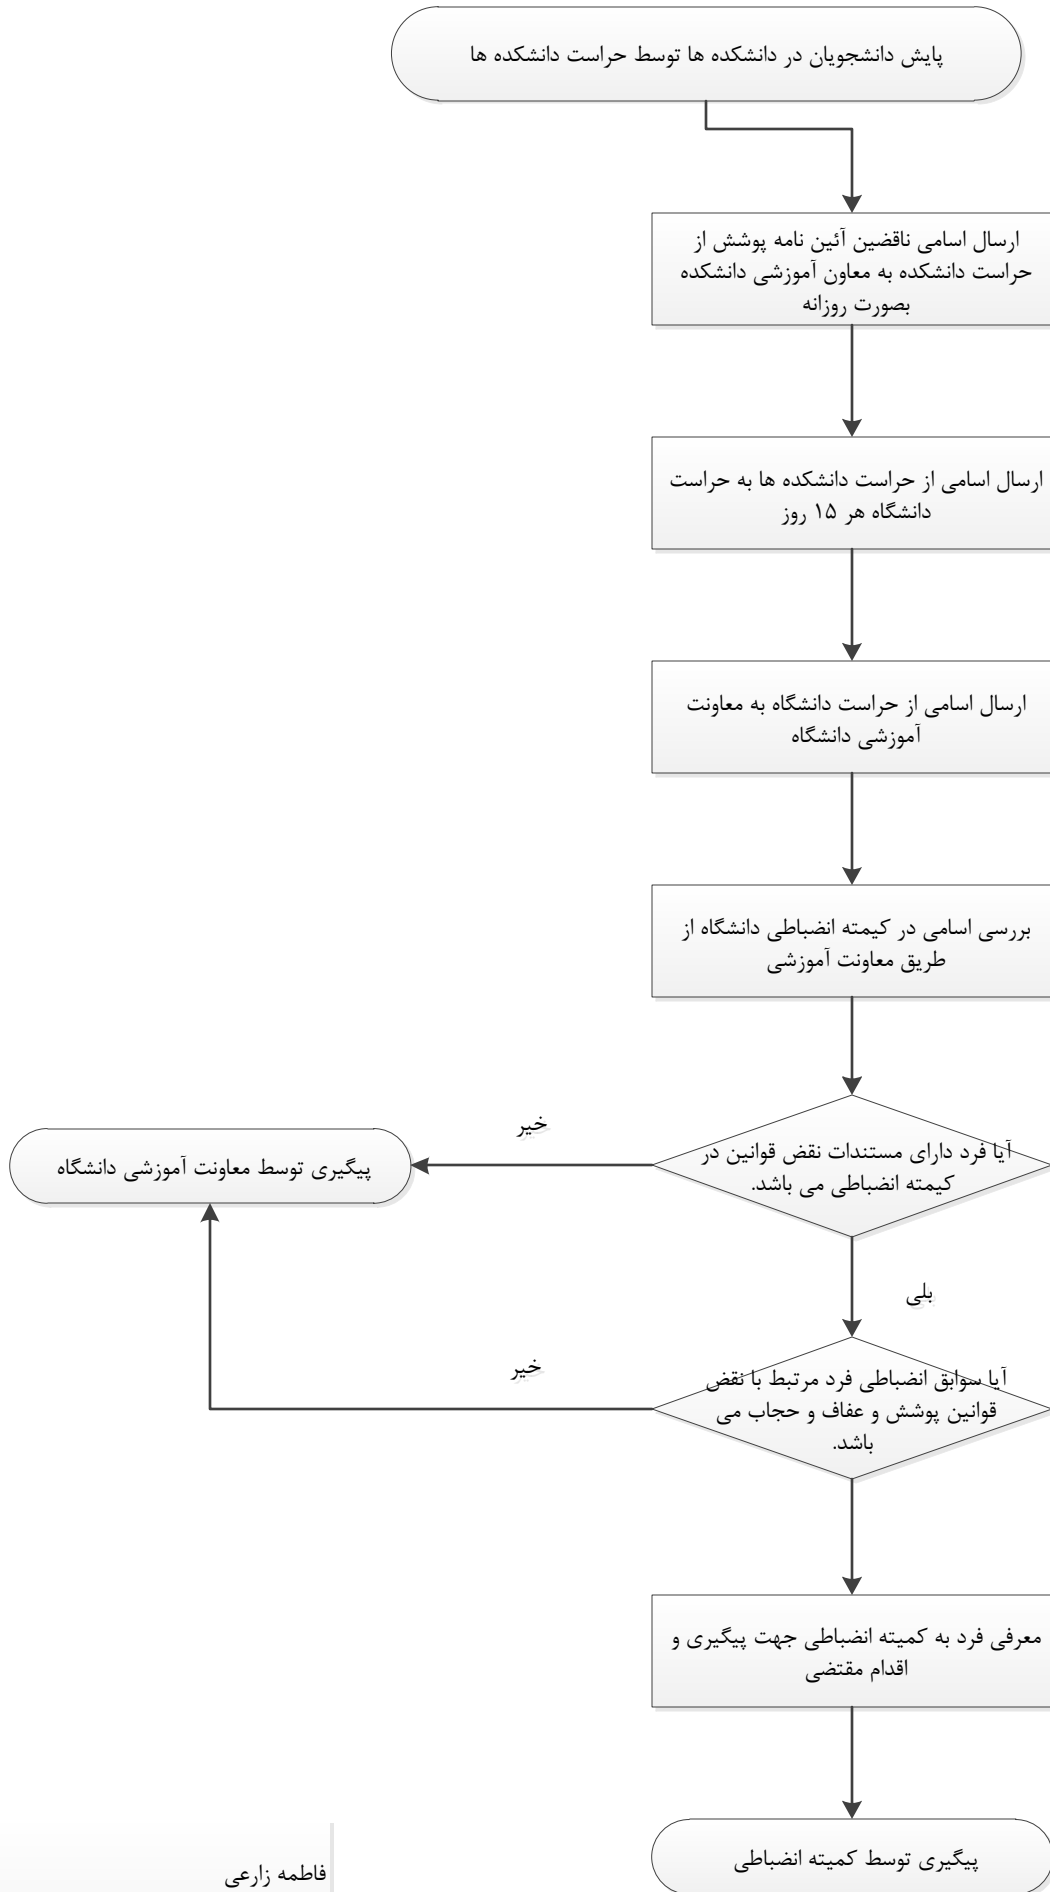 پایش دانشجویان در دانشکده ها توسط حراست دانشکده ها
ارسال اسامی ناقضین آئین نامه پوشش از
حراست دانشکده به معاون آموزشی دانشکده
بصورت روزانه
ارسال اسامی از حراست دانشکده ها به حراست
دانشگاه هر ۱۵ روز
ارسال اسامی از حراست دانشگاه به معاونت
آموزشی دانشگاه
بررسی اسامی در کیمته انضباطی دانشگاه از
طریق معاونت آموزشی
آیا فرد دارای مستندات نقض قوانین در
کیمته انضباطی می باشد.
خیر
پیگیری توسط معاونت آموزشی دانشگاه
بلی
آیا سوابق انضباطی فرد مرتبط با نقض
قوانین پوشش و عفاف و حجاب می
باشد.
خیر
معرفی فرد به کمیته انضباطی جهت پیگیری و
اقدام مقتضی
پیگیری توسط کمیته انضباطی
فاطمه زارعی